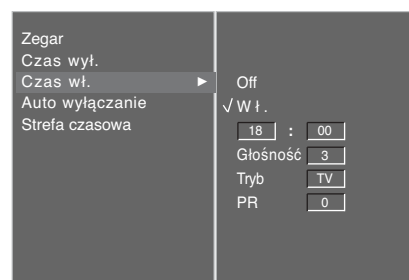 Zegar
Czas wył.
Czas wł. ►
Auto wyłączanie
Strefa czasowa
Off
√ W ł .
18 : 00
Głośność 3
Tryb TV
PR 0